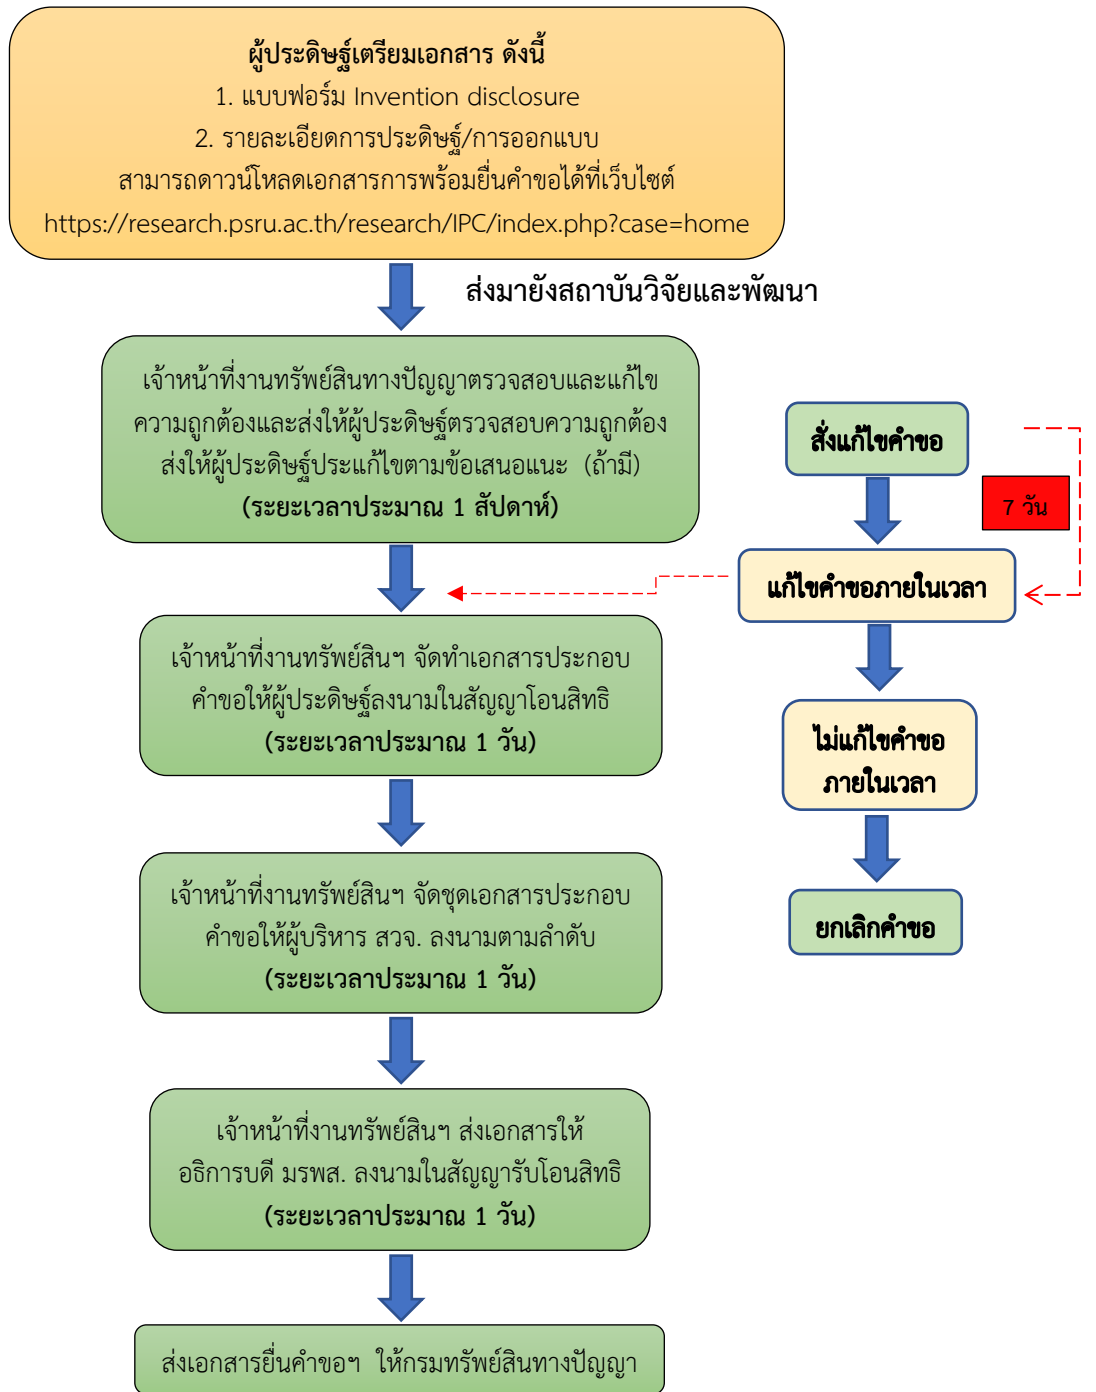 ผู้ประดิษฐ์เตรียมเอกสาร ดังนี้
1. แบบฟอร์ม Invention disclosure
2. รายละเอียดการประดิษฐ์/การออกแบบ
สามารถดาวน์โหลดเอกสารการพร้อมยื่นคำขอได้ที่เว็บไซต์
https://research.psru.ac.th/research/IPC/index.php?case=home
ส่งมายังสถาบันวิจัยและพัฒนา
เจ้าหน้าที่งานทรัพย์สินทางปัญญาตรวจสอบและแก้ไข
ความถูกต้องและส่งให้ผู้ประดิษฐ์ตรวจสอบความถูกต้อง
ส่งให้ผู้ประดิษฐ์ประแก้ไขตามข้อเสนอแนะ (ถ้ามี)
(ระยะเวลาประมาณ 1 สัปดาห์)
เจ้าหน้าที่งานทรัพย์สินฯ จัดทำเอกสารประกอบ
คำขอให้ผู้ประดิษฐ์ลงนามในสัญญาโอนสิทธิ
(ระยะเวลาประมาณ 1 วัน)
เจ้าหน้าที่งานทรัพย์สินฯ จัดชุดเอกสารประกอบ
คำขอให้ผู้บริหาร สวจ. ลงนามตามลำดับ
(ระยะเวลาประมาณ 1 วัน)
เจ้าหน้าที่งานทรัพย์สินฯ ส่งเอกสารให้
อธิการบดี มรพส. ลงนามในสัญญารับโอนสิทธิ
(ระยะเวลาประมาณ 1 วัน)
ส่งเอกสารยื่นคำขอฯ ให้กรมทรัพย์สินทางปัญญา
สั่งแก้ไขคำขอ
7 วัน
แก้ไขคำขอภายในเวลา
ไม่แก้ไขคำขอ
ภายในเวลา
ยกเลิกคำขอ